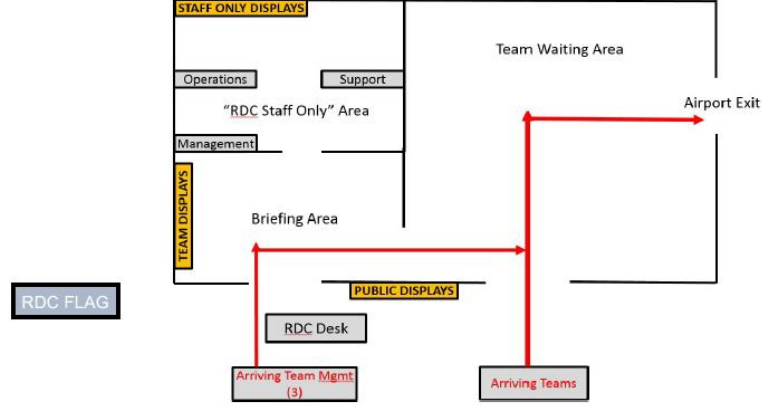 STAFF ONLY DISPLAYS
Team Waiting Area
Operations
Support
Airport Exit
“RDC Staff Only” Area
Management
TEAM DISPLAYS
Briefing Area
PUBLIC DISPLAYS
RDC FLAG
RDC Desk
Arriving Team Mgmt
(3)
Arriving Teams